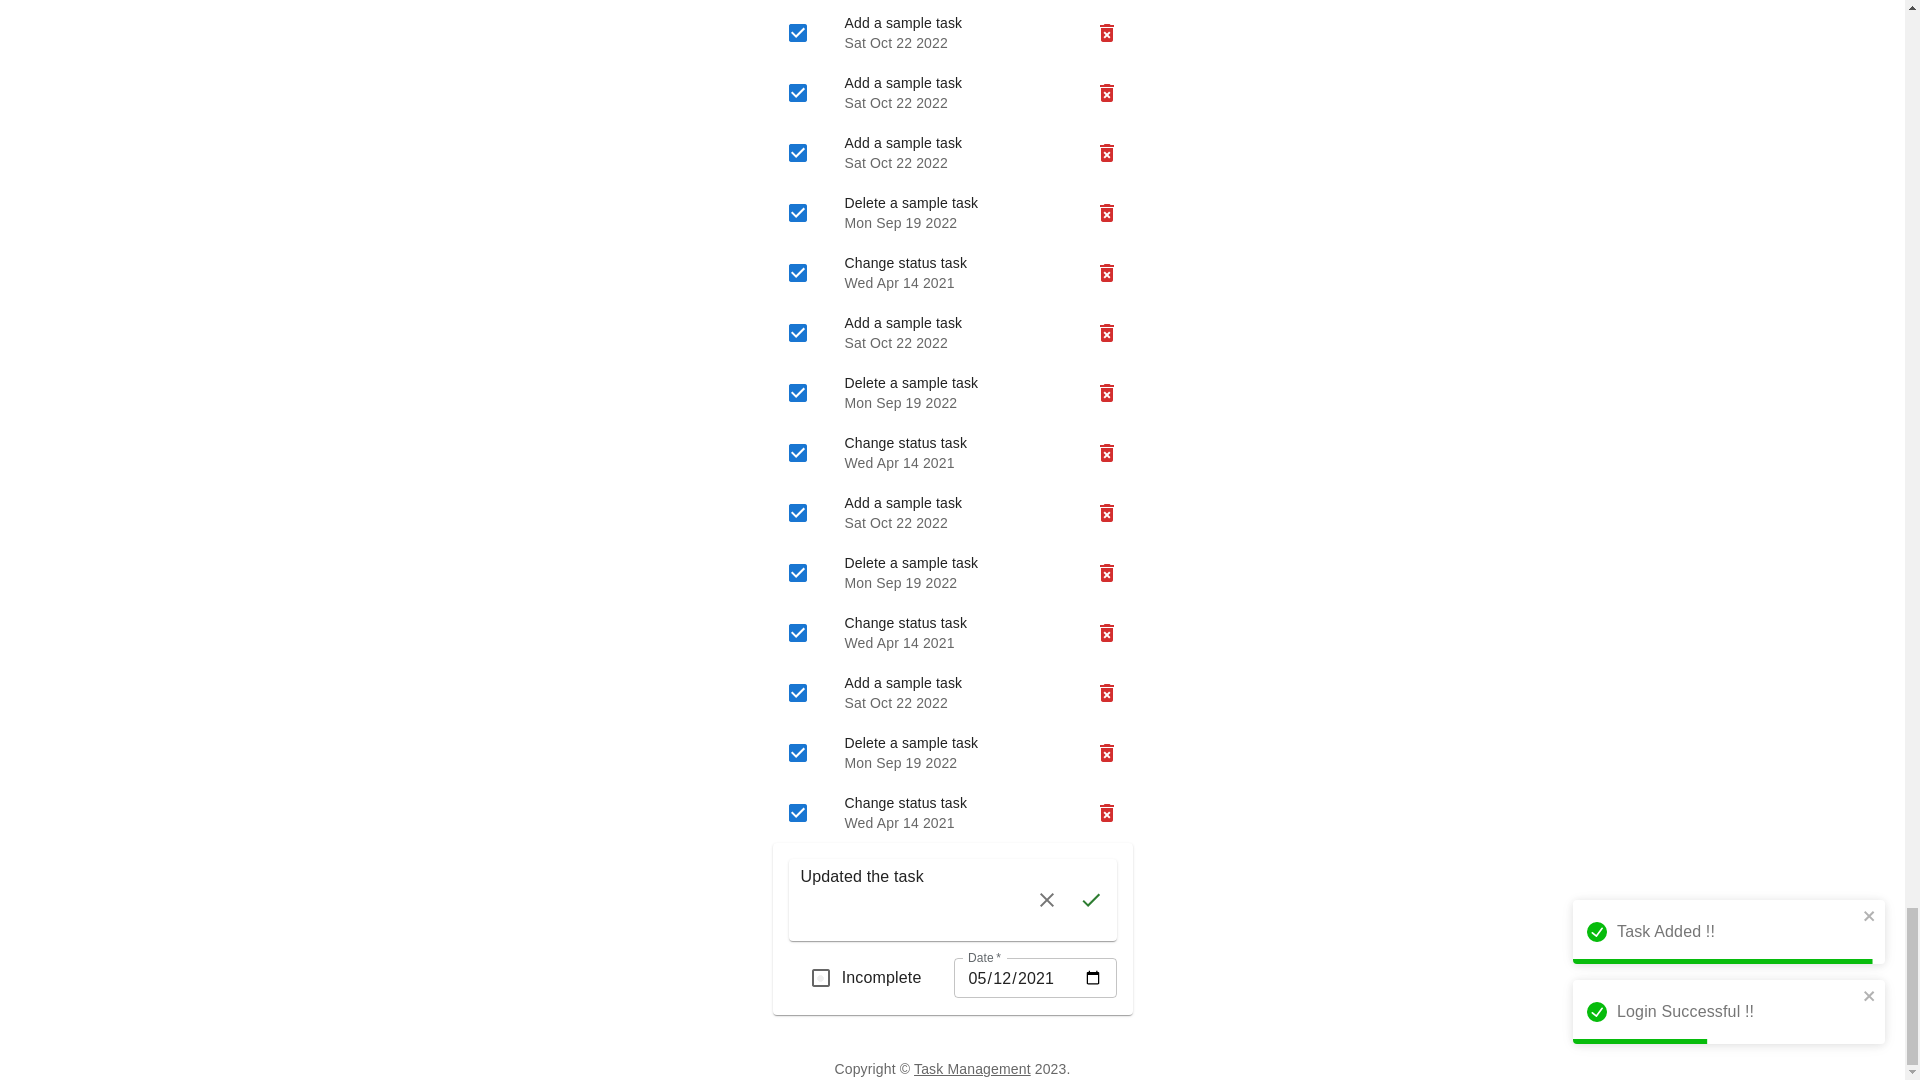 Add a sample task
Sat Oct 22 2022
Add a sample task
Sat Oct 22 2022
Add a sample task
Sat Oct 22 2022
Delete a sample task
Mon Sep 19 2022
Change status task
Wed Apr 14 2021
Add a sample task
Sat Oct 22 2022
Delete a sample task
Mon Sep 19 2022
Change status task
Wed Apr 14 2021
Add a sample task
Sat Oct 22 2022
Delete a sample task
Mon Sep 19 2022
Change status task
Wed Apr 14 2021
Add a sample task
Sat Oct 22 2022
Delete a sample task
Mon Sep 19 2022
Change status task
Wed Apr 14 2021
Updated the task
Date *
Incomplete 05/12/2021
Task Added !!
Login Successful !!
Copyright © Task Management 2023.